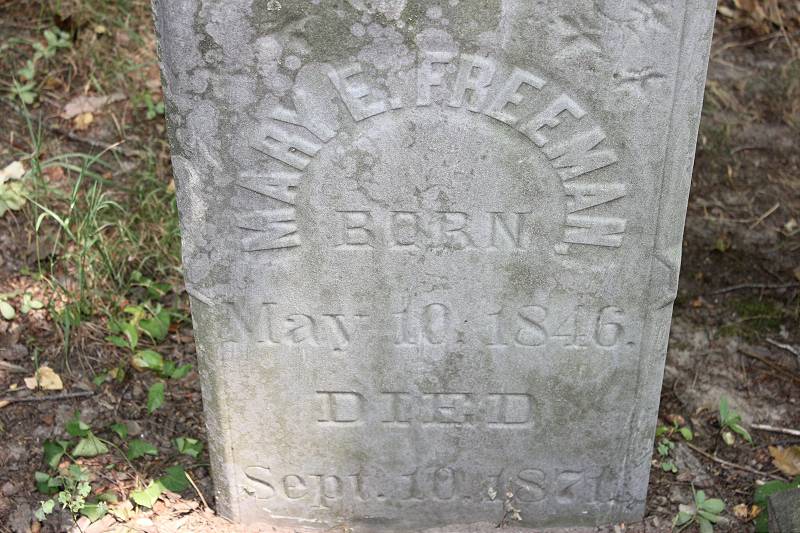 MARY E. FREEMAN,
BORN
May 10. 1846.
DIED
Sept. 10. 1871.